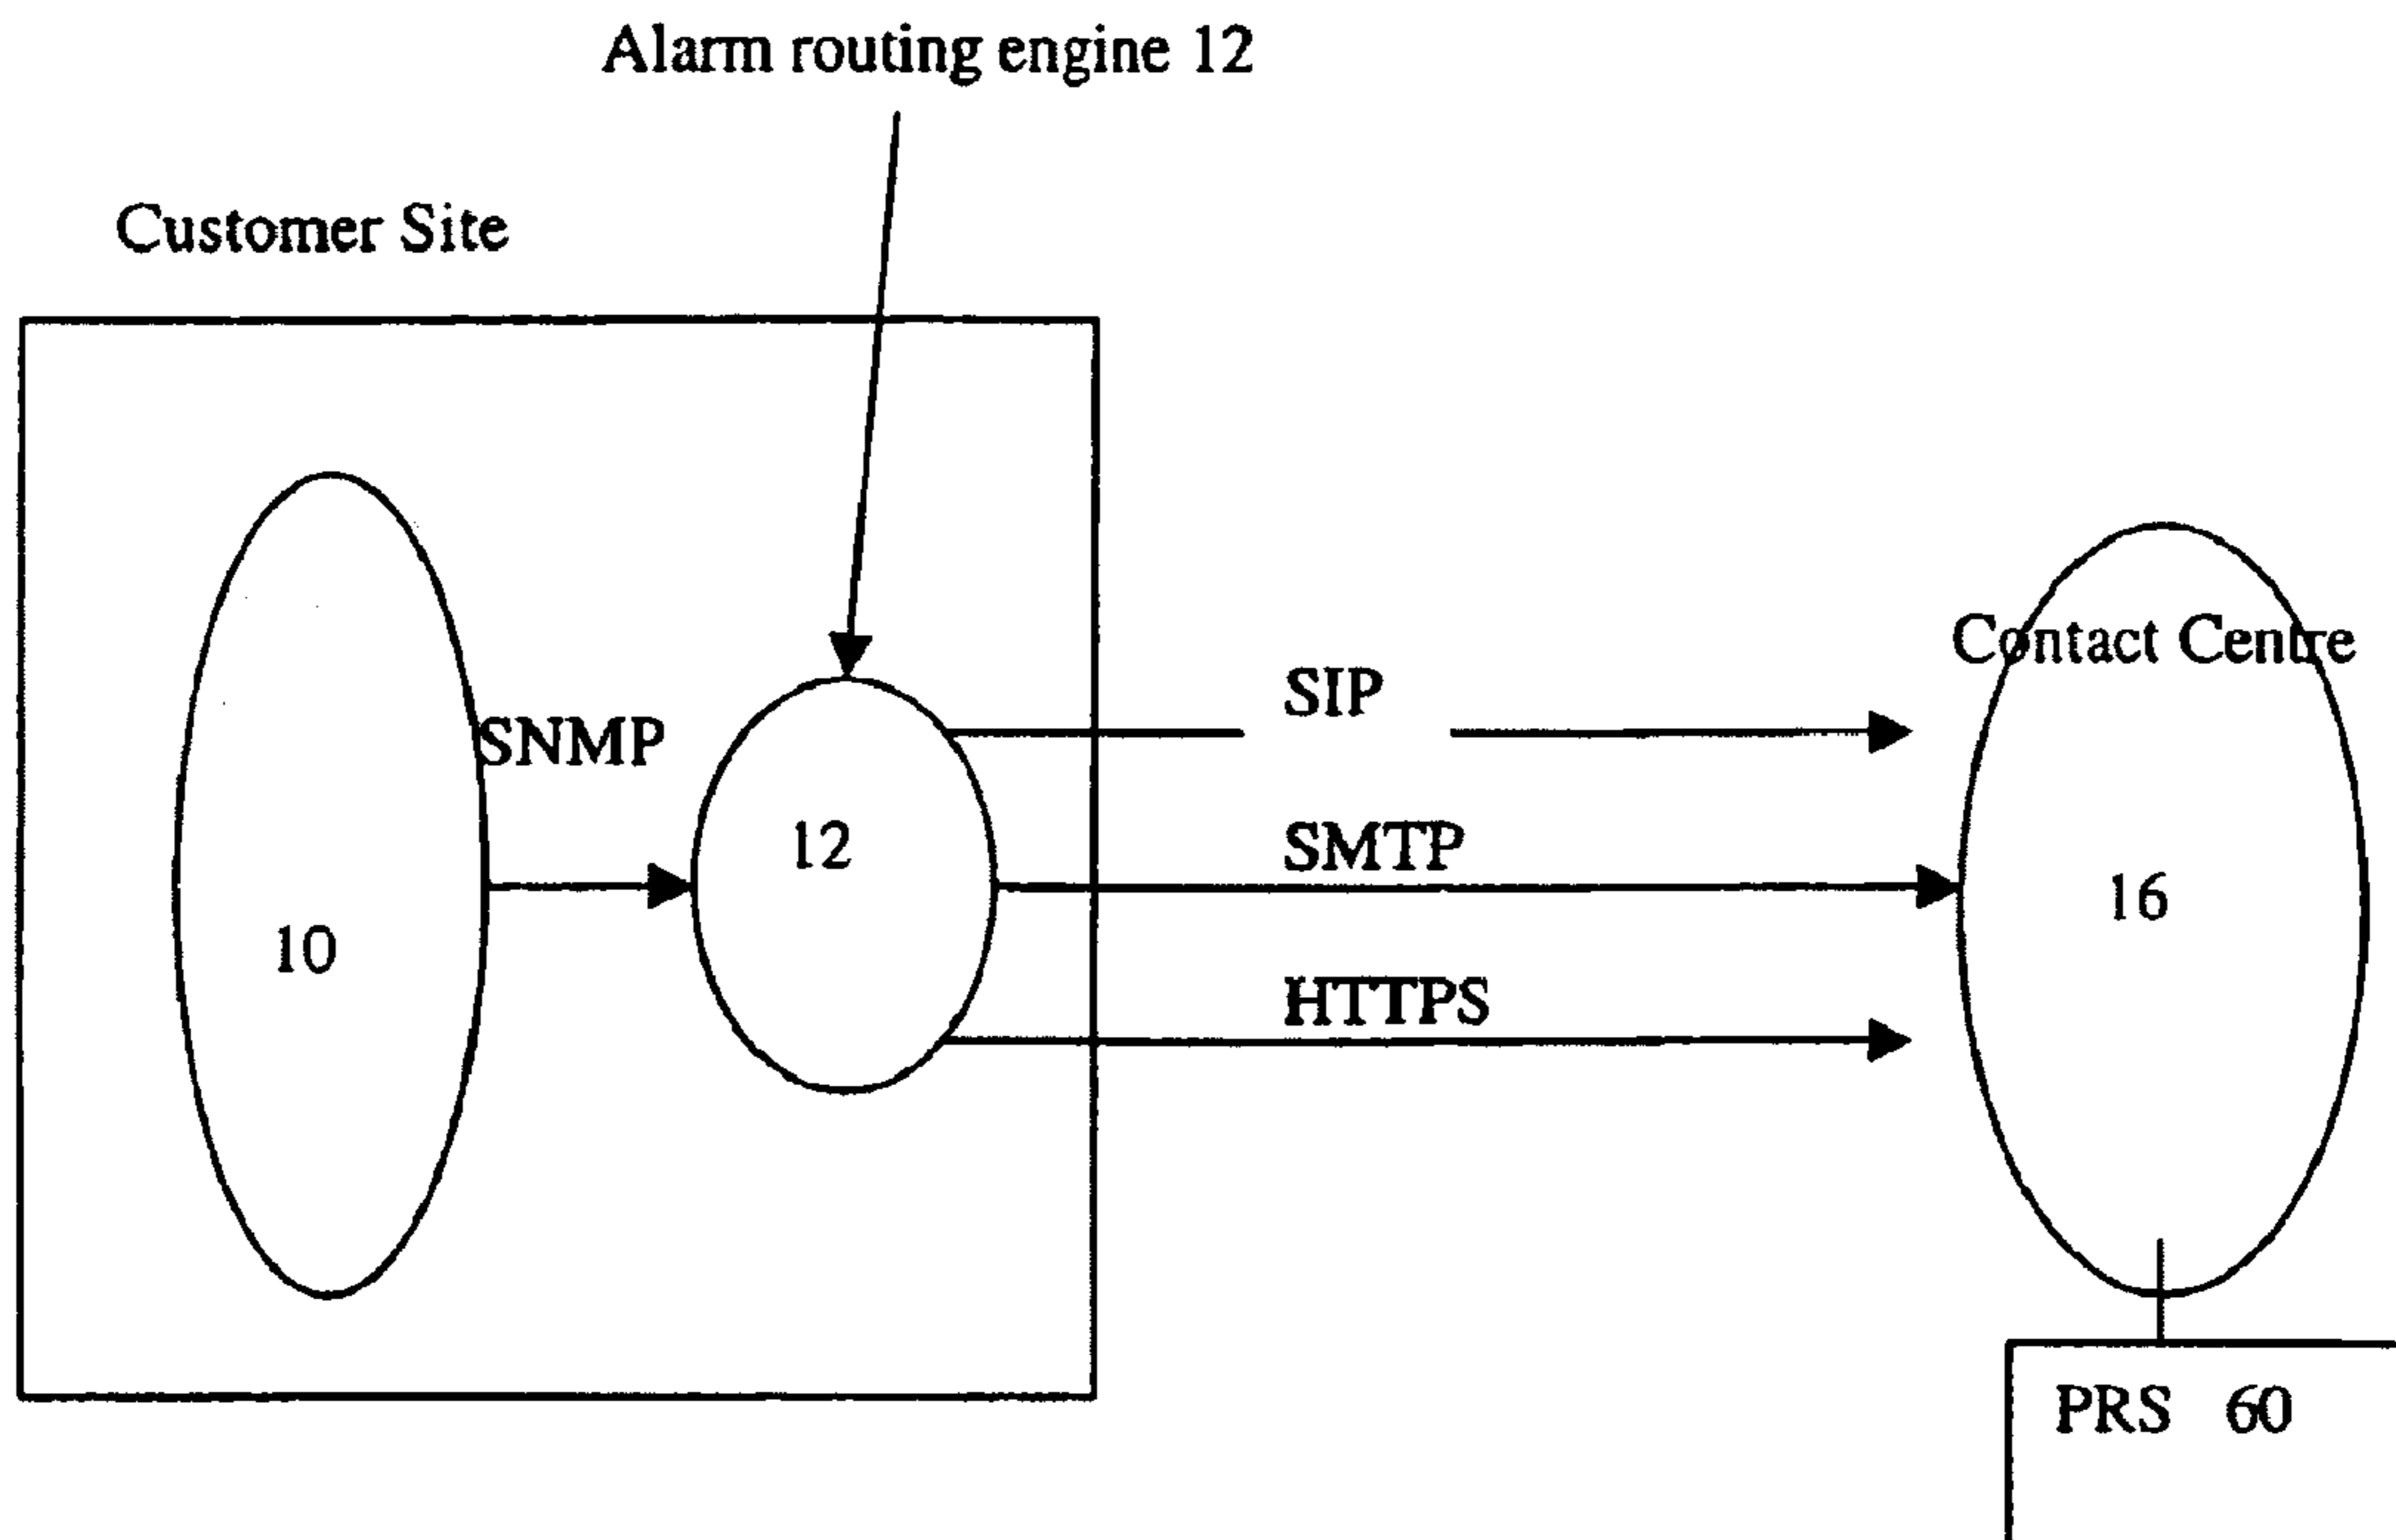 Alarm routing engine 12
Customer Site
Contact Centre
SIP
SNMP
12
SMTP
16
10
HTTPS
PRS 60